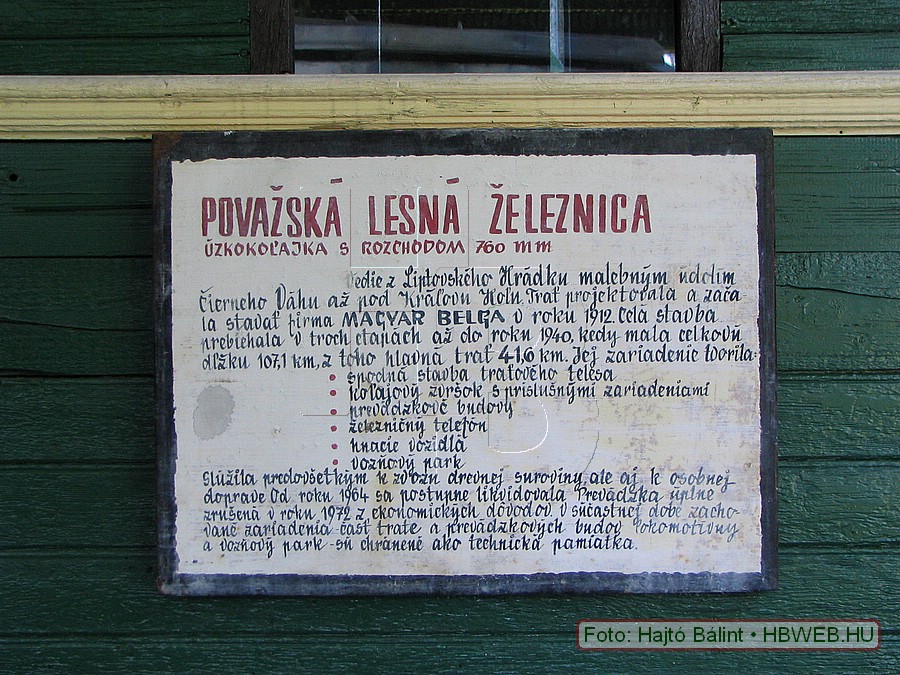 POVAŽSKÁ LESNÁ ŽELEZNICA
ÚZKOKOĽAJKA S ROZCHODOM 760 mm
Vedie z Liptovského Hrádku malebným údolím
Čierneho Váhu až pod Kráľovu Hoľu. Trať projektovala a zača-
la stavať firma MAGYAR BELGA v roku 1912. Celá stavba
prebiehala v troch etapách až do roku 1940, kedy mala celkovú
dĺžku 107,1 km, z toho hlavná trať 41,6 km. Jej zariadenie tvorila:
• spodná stavba traťového telesa
• koľajový zvršok s príslušnými zariadeniami
• prevádzkové budovy
• železničný telefón
• hnacie vozidlá
• vozňový park
Slúžila predovšetkým k zvozu drevnej suroviny, ale aj k osobnej
doprave. Od roku 1964 sa postupne likvidovala. Prevádzka úplne
zrušená v roku 1972 z ekonomických dôvodov. V súčastnej dobe zacho-
vané zariadenia časť trate a prevádzkových budov lokomotívny
a vozňový park - sú chránené ako technická pamiatka.
Foto: Hajtó Bálint • HBWEB.HU